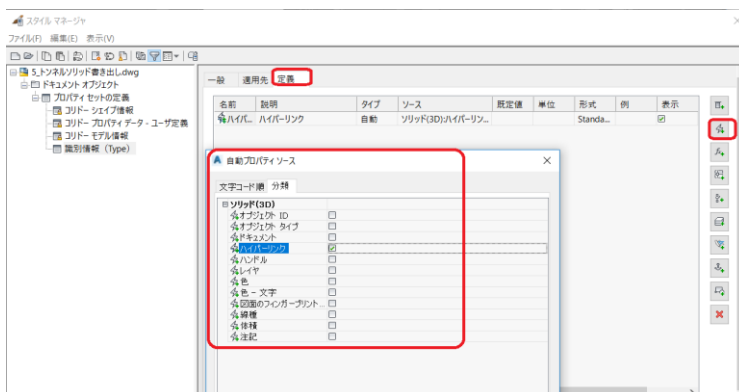 スタイル マネージャ
ファイル(F) 編集(E) 表示(V)
5_トンネルソリッド書き出し.dwg
ドキュメント オブジェクト
プロパティ セットの定義
コリドー シェイプ情報
コリドー プロパティ データ - ユーザ定義
コリドー モデル情報
識別情報 (Type)
一般 適用先 定義
名前 説明 タイプ ソース 既定値 単位 形式 例 表示
ハイパ... ハイパーリンク 自動 ソリッド(3D):ハイパーリン... Standa...
自動プロパティ ソース
文字コード順 分類
ソリッド(3D)
オブジェクト ID
オブジェクト タイプ
ドキュメント
ハイパーリンク
ハンドル
レイヤ
色
色 - 文字
図面のフィンガープリント...
線種
体積
注記